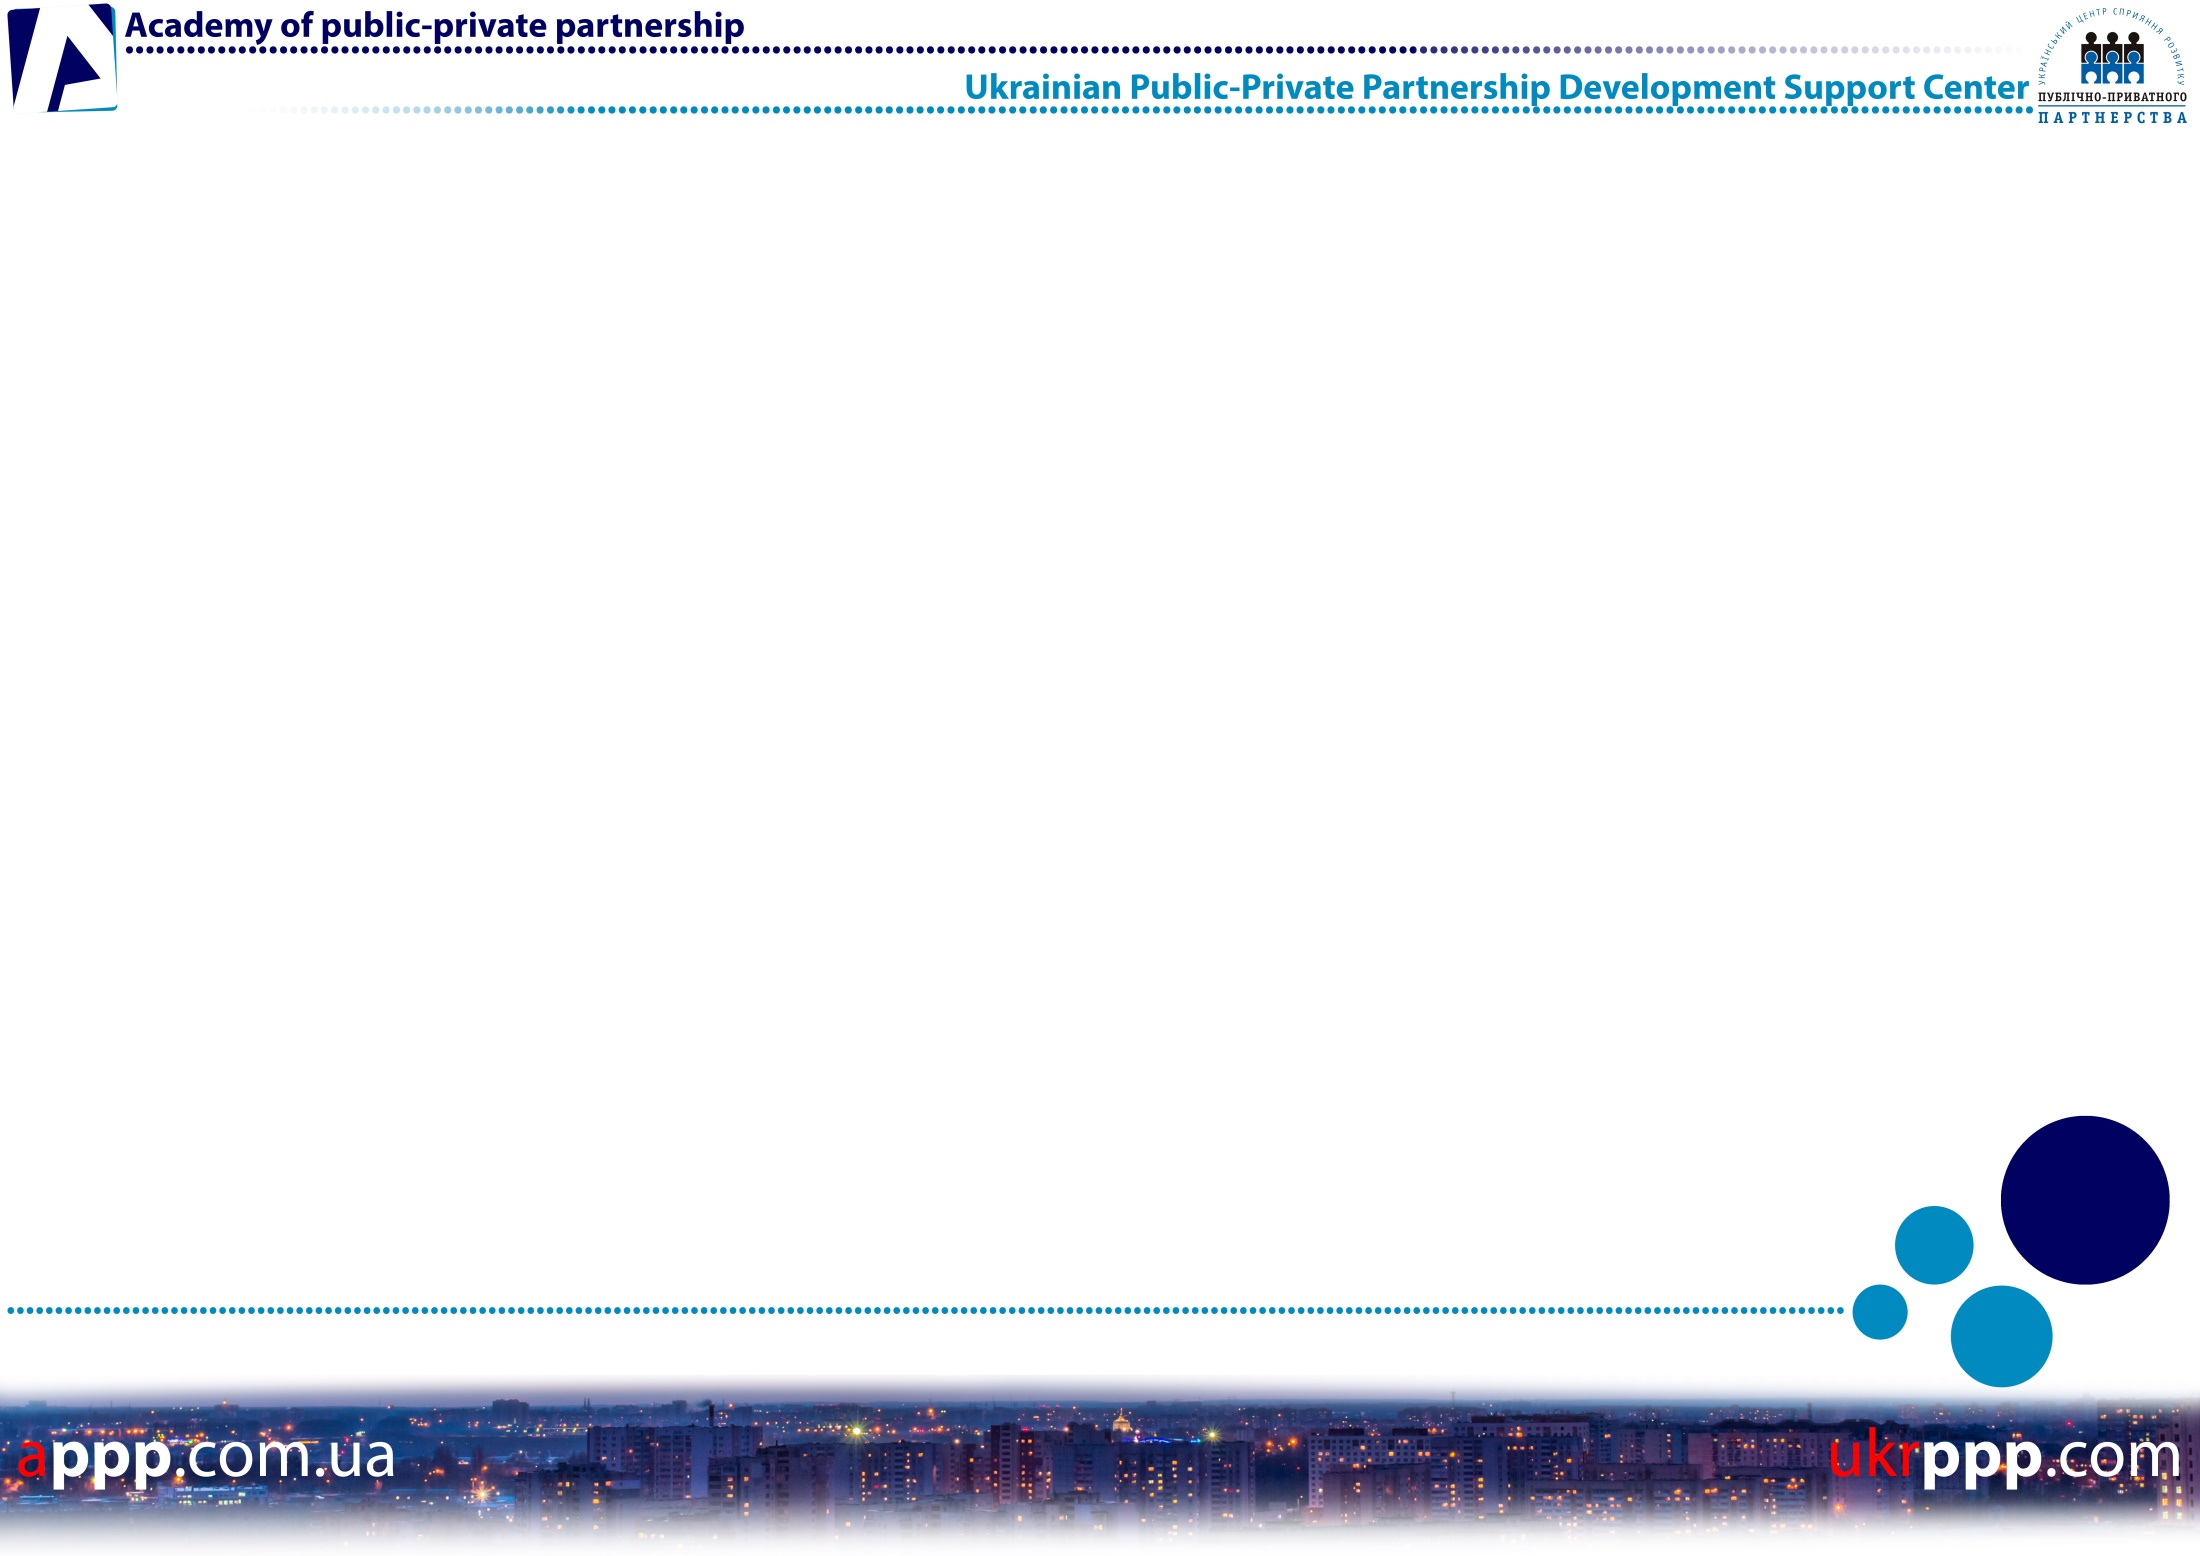 Academy of public-private partnership
Ukrainian Public-Private Partnership Development Support Center
УКРАЇНСЬКИЙ ЦЕНТР СПРИЯННЯ РОЗВИТКУ
ПУБЛІЧНО-ПРИВАТНОГО
ПАРТНЕРСТВА
appp.com.ua
ukrppp.com